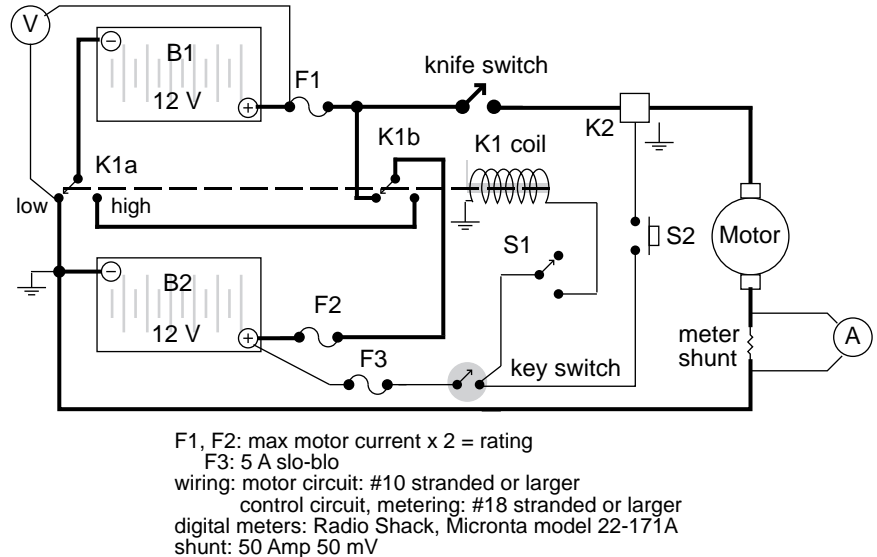 V
B1
12 V
F1
knife switch
K2
K1a
K1b
K1 coil
low
high
S1
S2
Motor
B2
12 V
F2
F3
key switch
meter
shunt
A
F1, F2: max motor current x 2 = rating
F3: 5 A slo-blo
wiring: motor circuit: #10 stranded or larger
control circuit, metering: #18 stranded or larger
digital meters: Radio Shack, Micronta model 22-171A
shunt: 50 Amp 50 mV